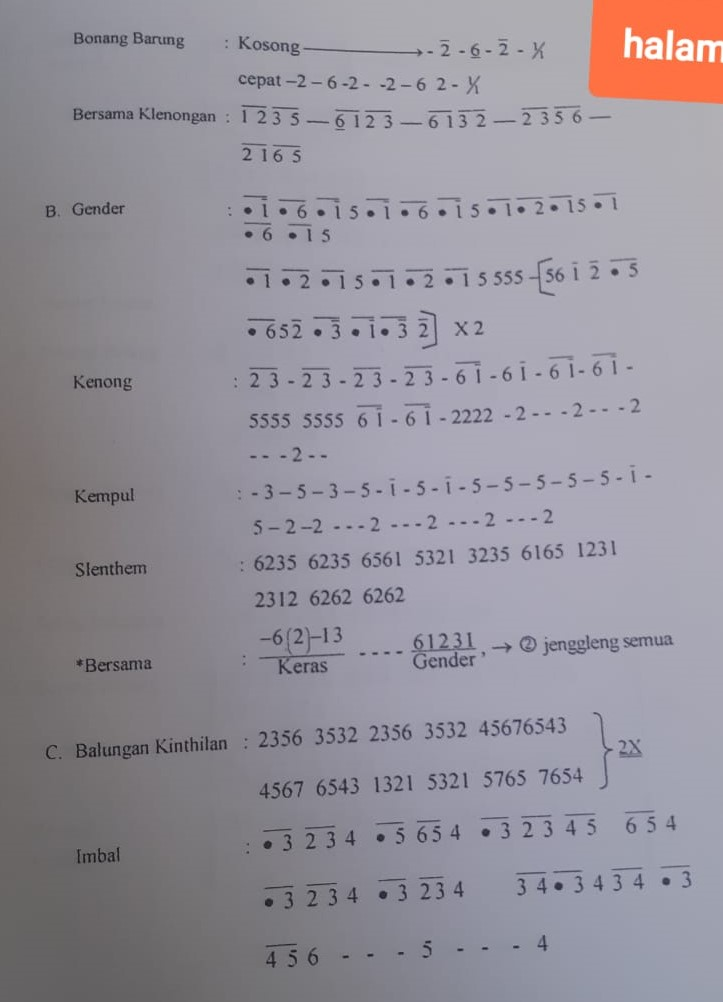 halam
Bonang Barung : Kosong ⟶ - 2̅ - 6̲ - 2̅ - 1̸
cepat –2 – 6 -2 - -2 – 6 2 - 1̸
Bersama Klenongan : 1̅ 2̅ 3̅ 5̅ — 6̲̅ 1̅ 2̅ 3̅ — 6̅ 1̅ 3̅ 2̅ — 2̅ 3̅ 5̅ 6̅ —
2̅ 1̅ 6̅ 5̅
B. Gender : •̅ 1̅ •̅ 6̅ •̅ 1̅ 5 •̅ 1̅ •̅ 6̅ •̅ 1̅ 5 •̅ 1̅ •̅ 2̅ •̅ 1̅ 5 •̅ 1̅
•̅ 6̅ •̅ 1̅ 5
•̅ 1̅ •̅ 2̅ •̅ 1̅ 5 •̅ 1̅ •̅ 2̅ •̅ 1̅ 5 555 - [56 1̅ 2̅ •̅ 5̅
•̅ 6̅5 2̅ •̅ 3̅ •̅ 1̅ •̅ 3̅ 2̅] X 2
Kenong : 2̅ 3̅ - 2̅ 3̅ - 2̅ 3̅ - 2̅ 3̅ - 6̅ 1̅ - 6 1̅ - 6̅ 1̅ - 6̅ 1̅ -
5555 5555 6̅ 1̅ - 6̅ 1̅ - 2222 - 2 - - - 2 - - - 2
- - - 2 - -
Kempul : - 3 – 5 – 3 – 5 - 1̅ - 5 - 1̅ - 5 – 5 – 5 – 5 – 5 - 1̅ -
5 – 2 –2 - - - 2 - - - 2 - - - 2 - - - 2
Slenthem : 6235 6235 6561 5321 3235 6165 1231
2312 6262 6262
*Bersama : –6(2)–13 - - - - 61231, → ② jenggleng semua
Keras Gender
C. Balungan Kinthilan : 2356 3532 2356 3532 45676543
4567 6543 1321 5321 5765 7654 } 2X
Imbal : •̅ 3̅ 2̅ 3̅ 4 •̅ 5̅ 6̅5̅ 4 •̅ 3̅ 2̅ 3̅ 4̅ 5̅ 6̅ 5̅ 4
•̅ 3̅ 2̅ 3̅ 4 •̅ 3̅ 2̅3̅ 4 3̅ 4̅ •̅ 3̅ 4 3̅ 4̅ •̅ 3̅
4̅ 5̅ 6 - - - 5 - - - 4